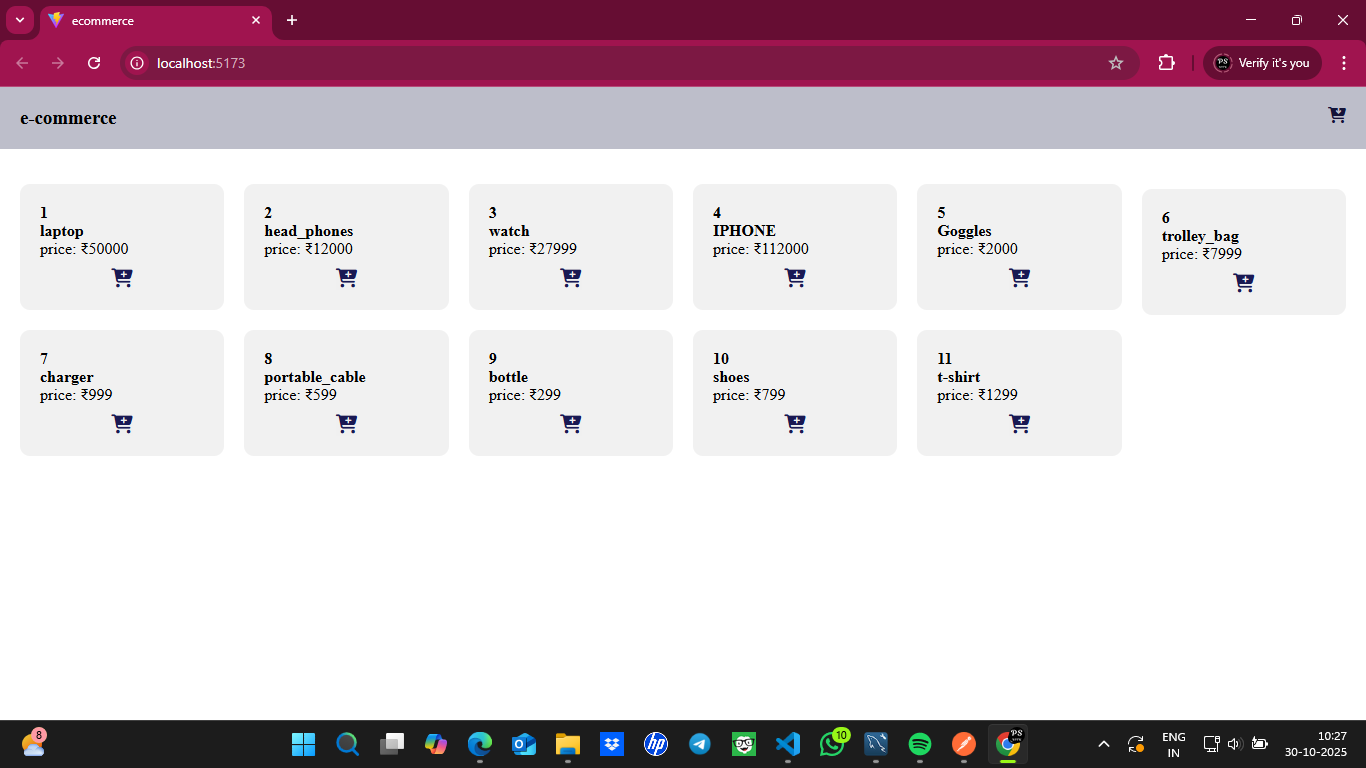 ecommerce
localhost:5173
Verify it's you
e-commerce
1
laptop
price: ₹50000
2
head_phones
price: ₹12000
3
watch
price: ₹27999
4
IPHONE
price: ₹112000
5
Goggles
price: ₹2000
6
trolley_bag
price: ₹7999
7
charger
price: ₹999
8
portable_cable
price: ₹599
9
bottle
price: ₹299
10
shoes
price: ₹799
11
t-shirt
price: ₹1299
8
hp
10
PS
ENG
IN
10:27
30-10-2025